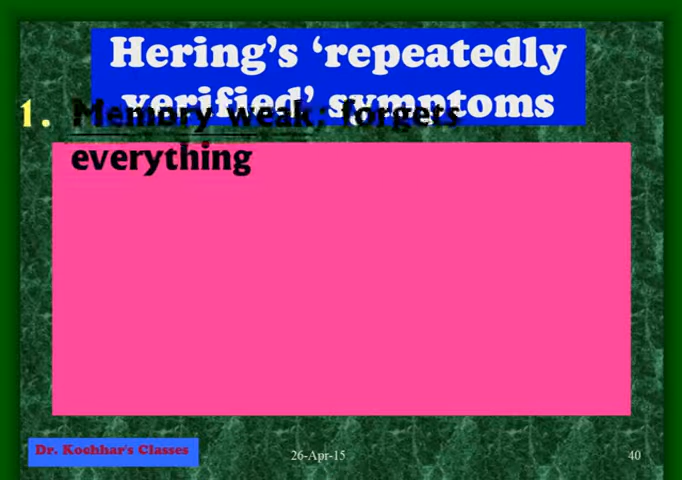 Hering's 'repeatedly
verified' symptoms
1. Memory weak; forgets
everything
Dr. Kochhar's Classes
26-Apr-15
40